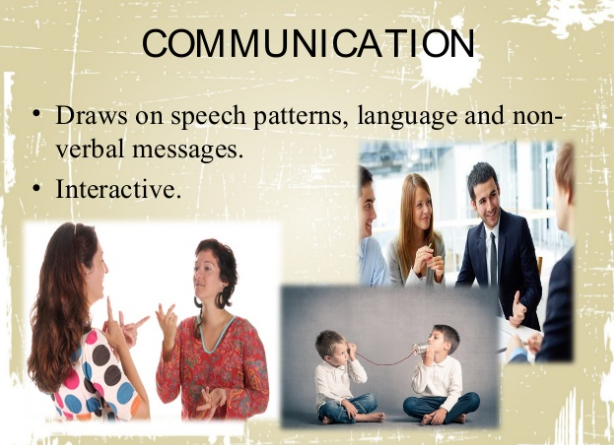 COMMUNICATION
• Draws on speech patterns, language and non-
verbal messages.
• Interactive.